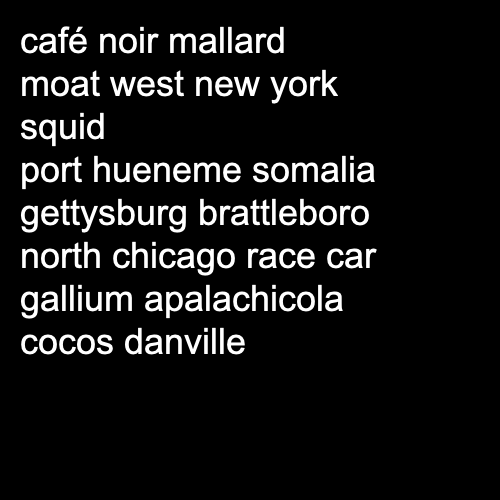 café noir mallard
moat west new york
squid
port hueneme somalia
gettysburg brattleboro
north chicago race car
gallium apalachicola
cocos danville